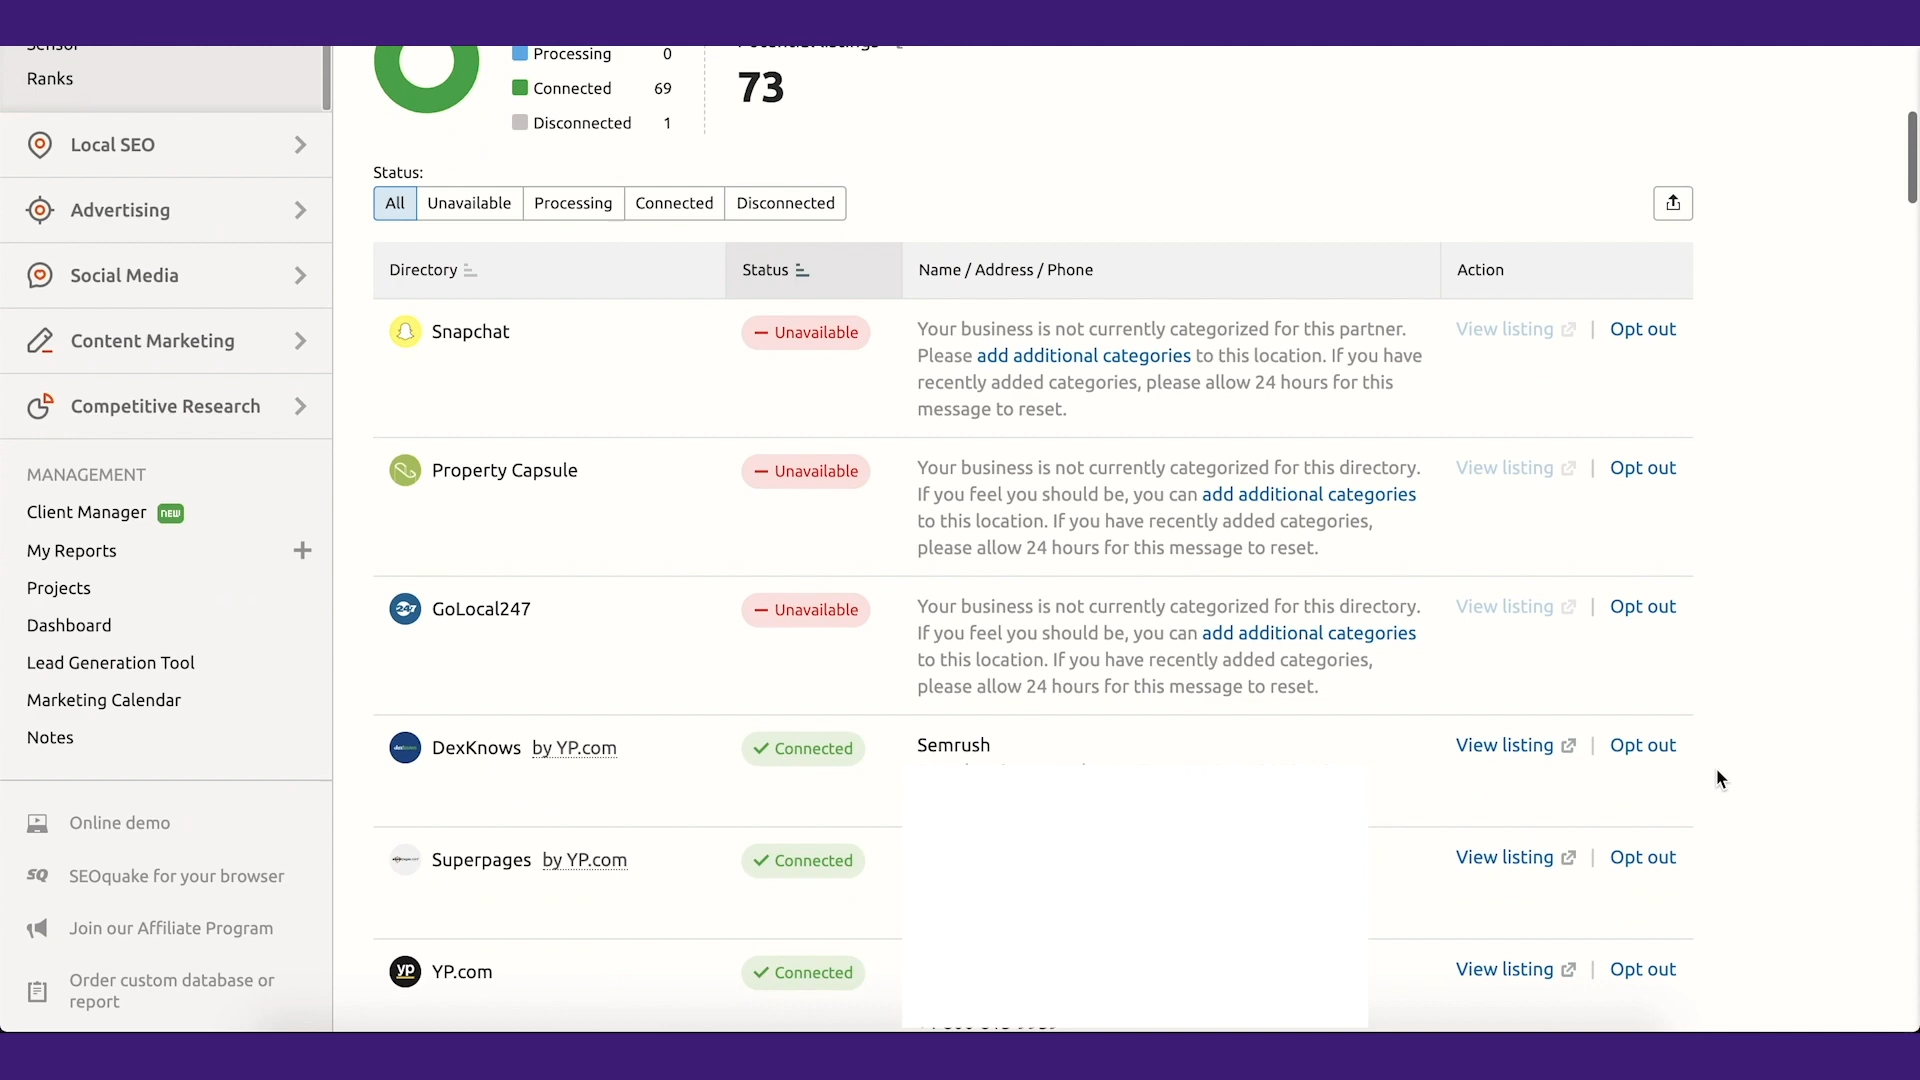 Sensor
Ranks
Local SEO
Advertising
Social Media
Content Marketing
Competitive Research
MANAGEMENT
Client Manager NEW
My Reports
Projects
Dashboard
Lead Generation Tool
Marketing Calendar
Notes
Online demo
SQ SEOquake for your browser
Join our Affiliate Program
Order custom database or
report
Processing 0
Connected 69
Disconnected 1
73
Status:
All Unavailable Processing Connected Disconnected
Directory Status Name / Address / Phone Action
Snapchat — Unavailable
Your business is not currently categorized for this partner.
Please add additional categories to this location. If you have
recently added categories, please allow 24 hours for this
message to reset.
View listing | Opt out
Property Capsule — Unavailable
Your business is not currently categorized for this directory.
If you feel you should be, you can add additional categories
to this location. If you have recently added categories,
please allow 24 hours for this message to reset.
View listing | Opt out
247 GoLocal247 — Unavailable
Your business is not currently categorized for this directory.
If you feel you should be, you can add additional categories
to this location. If you have recently added categories,
please allow 24 hours for this message to reset.
View listing | Opt out
DexKnows by YP.com Connected Semrush View listing | Opt out
Superpages by YP.com Connected View listing | Opt out
yp YP.com Connected View listing | Opt out